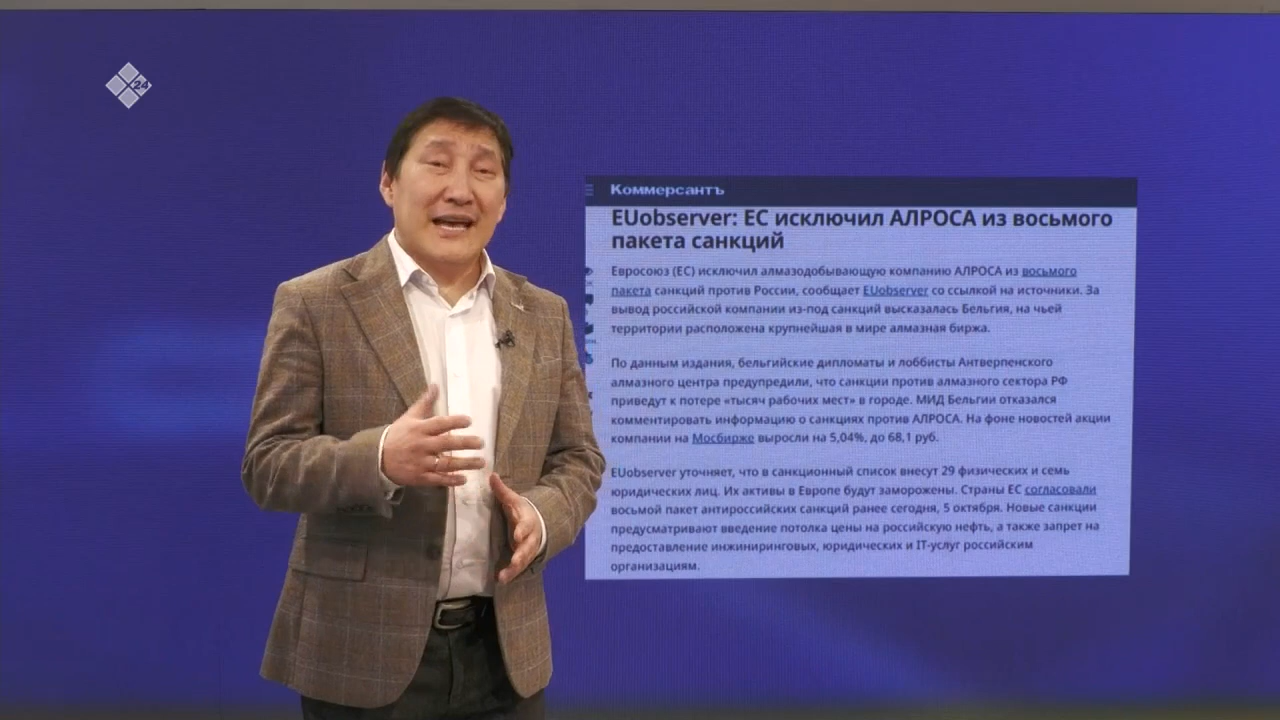 Х24
Коммерсантъ
EUobserver: ЕС исключил АЛРОСА из восьмого
пакета санкций
Евросоюз (ЕС) исключил алмазодобывающую компанию АЛРОСА из восьмого
пакета санкций против России, сообщает EUobserver со ссылкой на источники. За
вывод российской компании из-под санкций высказалась Бельгия, на чьей
территории расположена крупнейшая в мире алмазная биржа.
По данным издания, бельгийские дипломаты и лоббисты Антверпенского
алмазного центра предупредили, что санкции против алмазного сектора РФ
приведут к потере «тысяч рабочих мест» в городе. МИД Бельгии отказался
комментировать информацию о санкциях против АЛРОСА. На фоне новостей акции
компании на Мосбирже выросли на 5,04%, до 68,1 руб.
EUobserver уточняет, что в санкционный список внесут 29 физических и семь
юридических лиц. Их активы в Европе будут заморожены. Страны ЕС согласовали
восьмой пакет антироссийских санкций ранее сегодня, 5 октября. Новые санкции
предусматривают введение потолка цены на российскую нефть, а также запрет на
предоставление инжиниринговых, юридических и IT-услуг российским
организациям.